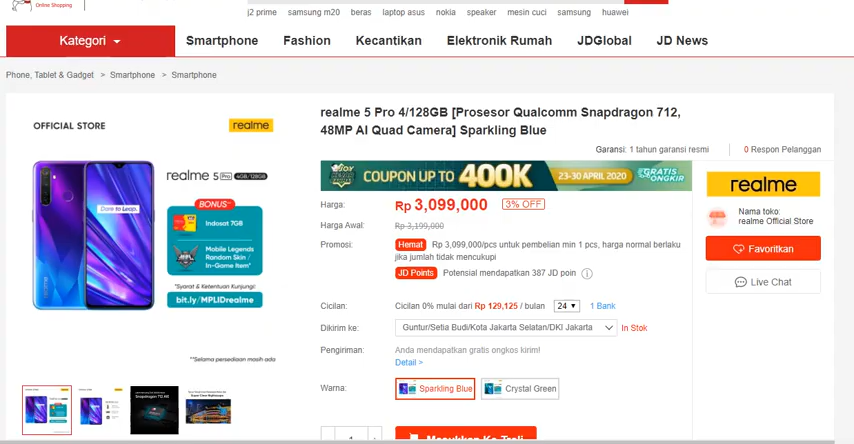 Online Shopping
j2 prime samsung m20 beras laptop asus nokia speaker mesin cuci samsung huawei
Kategori Smartphone Fashion Kecantikan Elektronik Rumah JDGlobal JD News
Phone, Tablet & Gadget > Smartphone > Smartphone
OFFICIAL STORE realme
realme 5 Pro 4GB/128GB
BONUS**
Indosat 7GB
Mobile Legends
Random Skin /
In-Game Item*
*Syarat & Ketentuan Kunjungi:
bit.ly/MPLIDrealme
Dare to Leap.
**Selama persediaan masih ada
realme 5 Pro 4/128GB [Prosesor Qualcomm Snapdragon 712,
48MP AI Quad Camera] Sparkling Blue
Garansi: 1 tahun garansi resmi 0 Respon Pelanggan
COUPON UP TO 400K 23-30 APRIL 2020 GRATIS ONGKIR
Harga: Rp 3,099,000 3% OFF
Harga Awal: Rp 3,199,000
Promosi: Hemat Rp 3,099,000/pcs untuk pembelian min 1 pcs, harga normal berlaku
jika jumlah tidak mencukupi
JD Points Potensial mendapatkan 387 JD poin
Cicilan: Cicilan 0% mulai dari Rp 129,125 / bulan 24 1 Bank
Dikirim ke: Guntur/Setia Budi/Kota Jakarta Selatan/DKI Jakarta In Stok
Pengiriman: Anda mendapatkan gratis ongkos kirim!
Detail >
Warna: Sparkling Blue Crystal Green
1 Masukkan Ke Troli
realme
Nama toko:
realme Official Store
Favoritkan
Live Chat